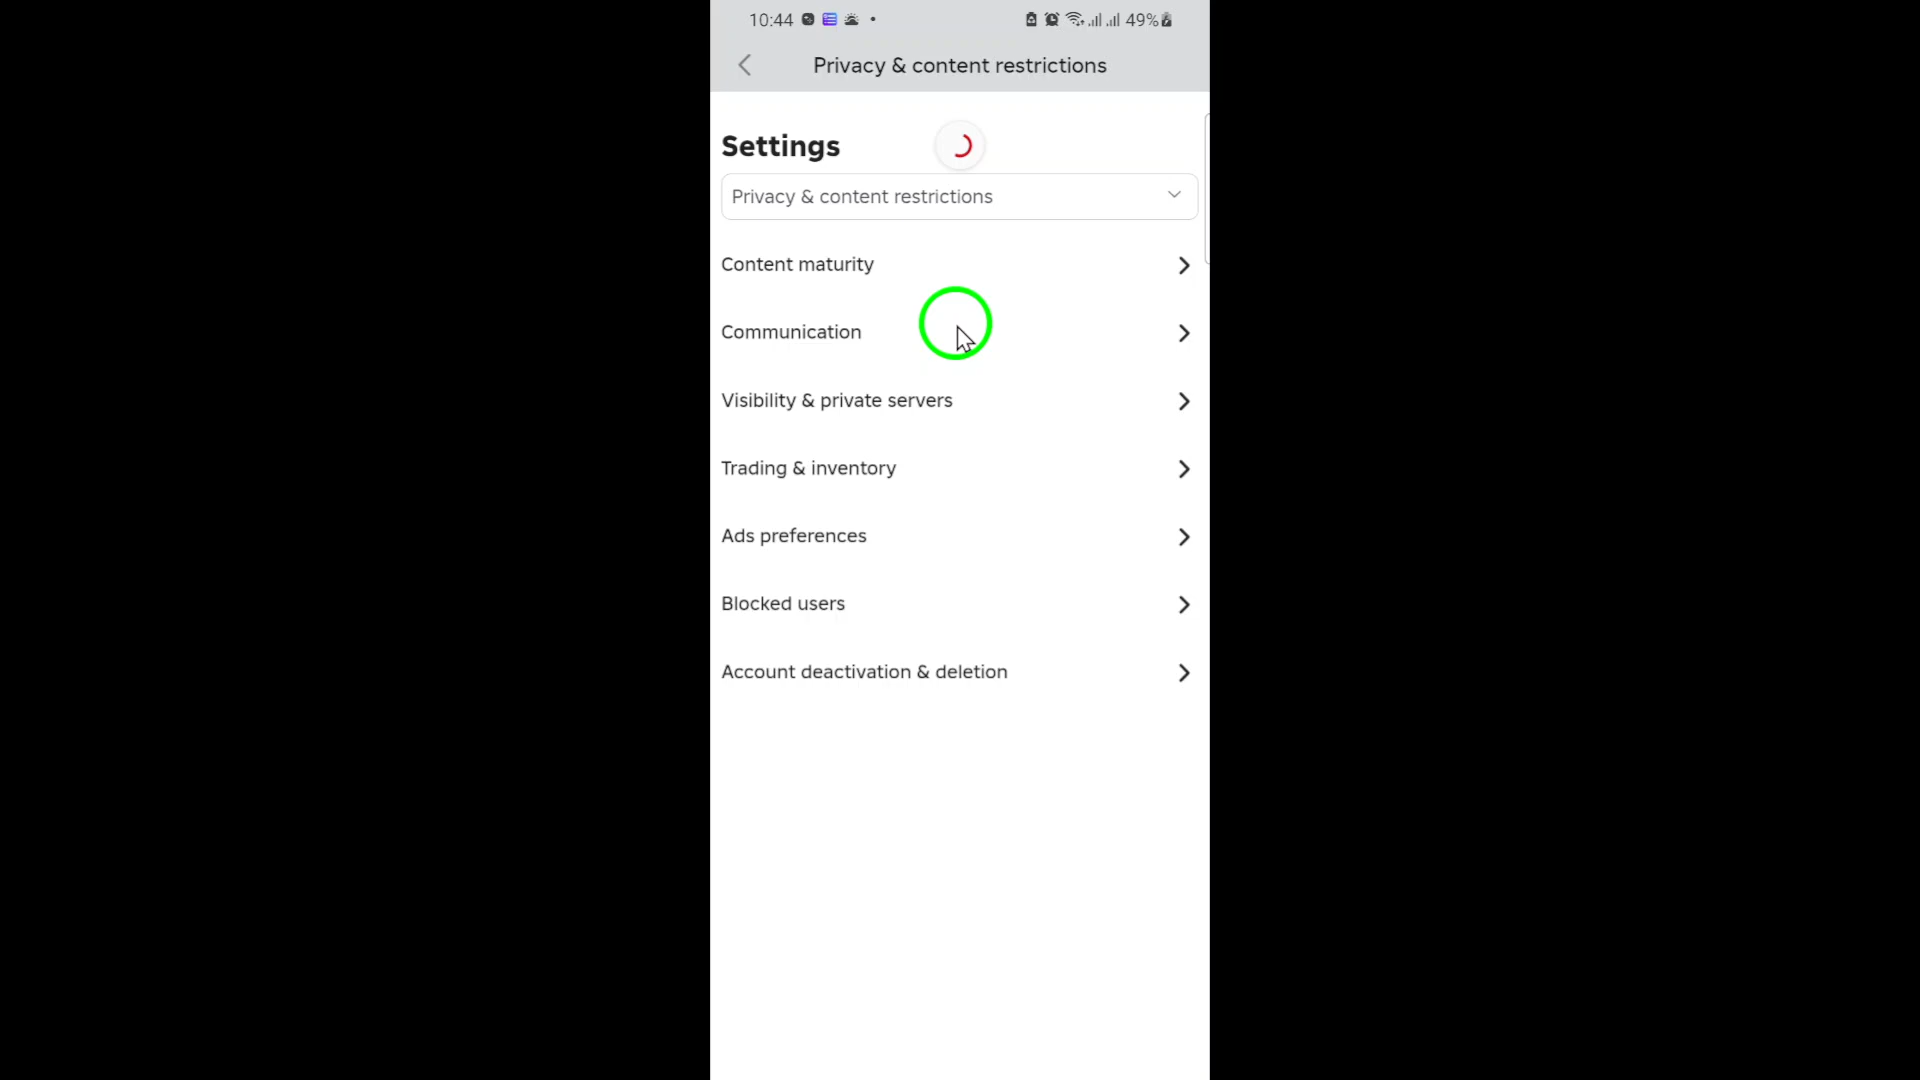 10:44
49%
Privacy & content restrictions
Settings
Privacy & content restrictions
Content maturity
Communication
Visibility & private servers
Trading & inventory
Ads preferences
Blocked users
Account deactivation & deletion